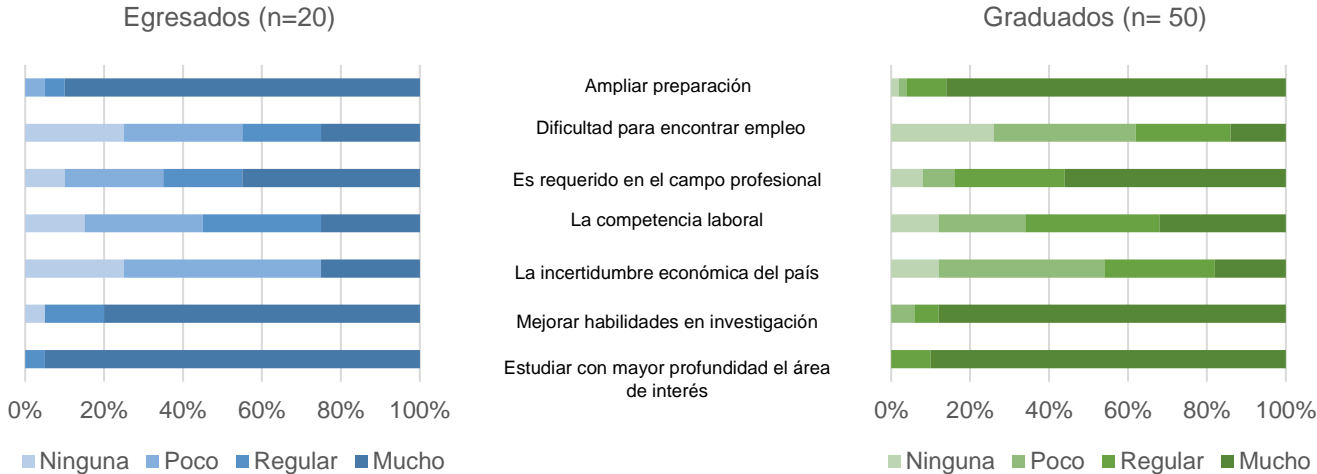 Egresados (n=20)
Graduados (n= 50)
Ampliar preparación
Dificultad para encontrar empleo
Es requerido en el campo profesional
La competencia laboral
La incertidumbre económica del país
Mejorar habilidades en investigación
Estudiar con mayor profundidad el área
de interés
0% 20% 40% 60% 80% 100%
0% 20% 40% 60% 80% 100%
Ninguna Poco Regular Mucho
Ninguna Poco Regular Mucho